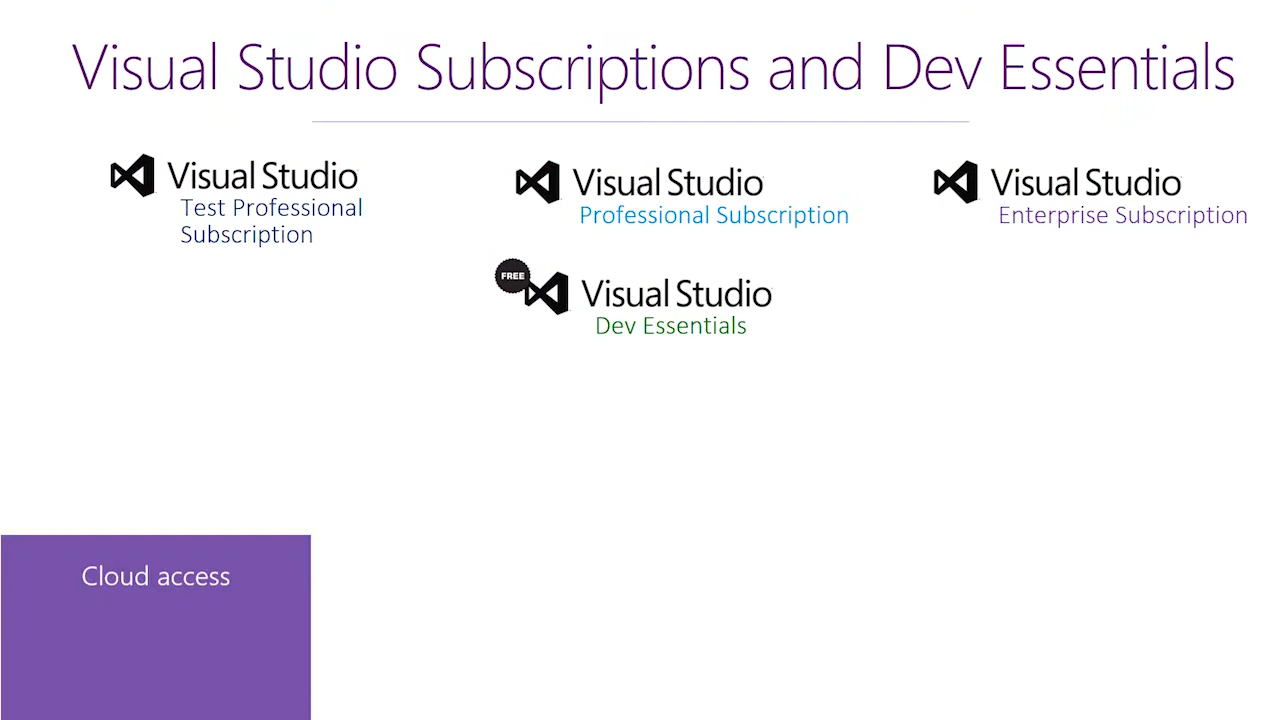 Visual Studio Subscriptions and Dev Essentials
Visual Studio
Test Professional
Subscription
Visual Studio
Professional Subscription
Visual Studio
Enterprise Subscription
FREE
Visual Studio
Dev Essentials
Cloud access